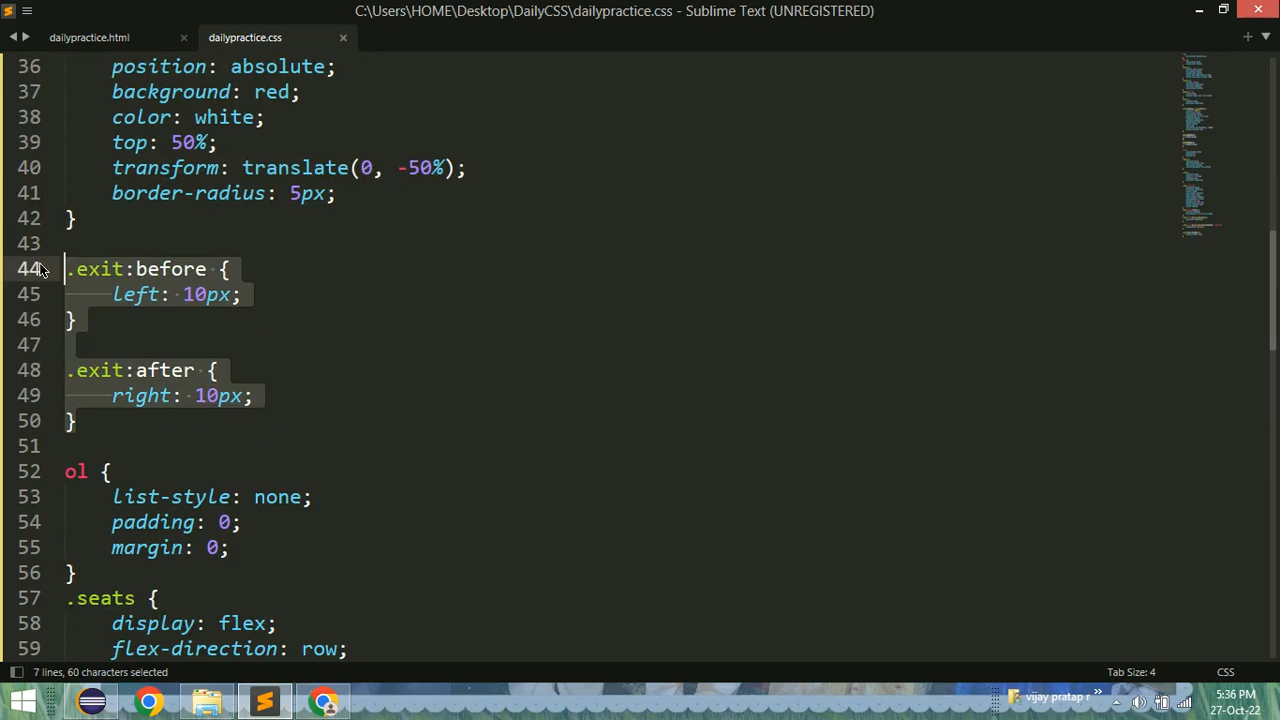 C:\Users\HOME\Desktop\DailyCSS\dailypractice.css - Sublime Text (UNREGISTERED)
dailypractice.html
dailypractice.css
36 position: absolute;
37 background: red;
38 color: white;
39 top: 50%;
40 transform: translate(0, -50%);
41 border-radius: 5px;
42 }
43
44 .exit:before {
45 left: 10px;
46 }
47
48 .exit:after {
49 right: 10px;
50 }
51
52 ol {
53 list-style: none;
54 padding: 0;
55 margin: 0;
56 }
57 .seats {
58 display: flex;
59 flex-direction: row;
7 lines, 60 characters selected
Tab Size: 4
CSS
vijay pratap r
5:36 PM
27-Oct-22